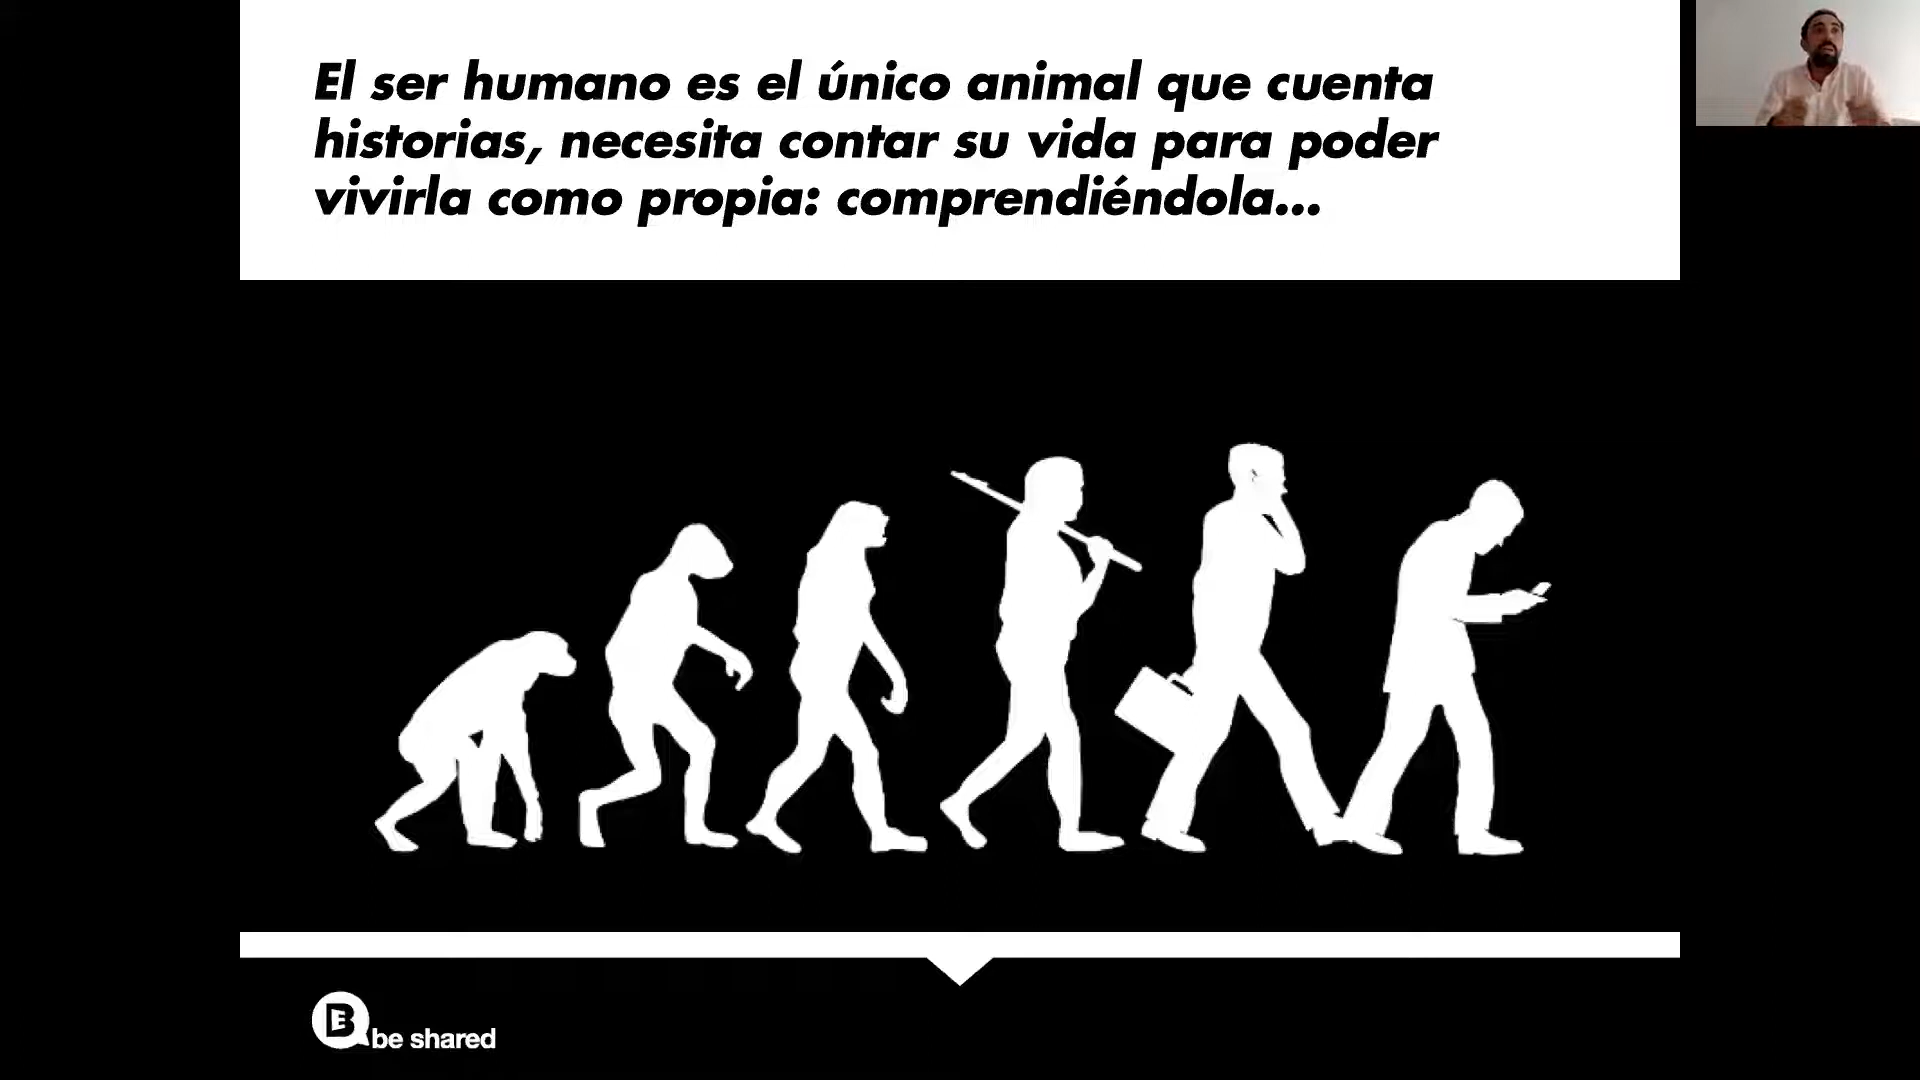 El ser humano es el único animal que cuenta
historias, necesita contar su vida para poder
vivirla como propia: comprendiéndola...
B
be shared